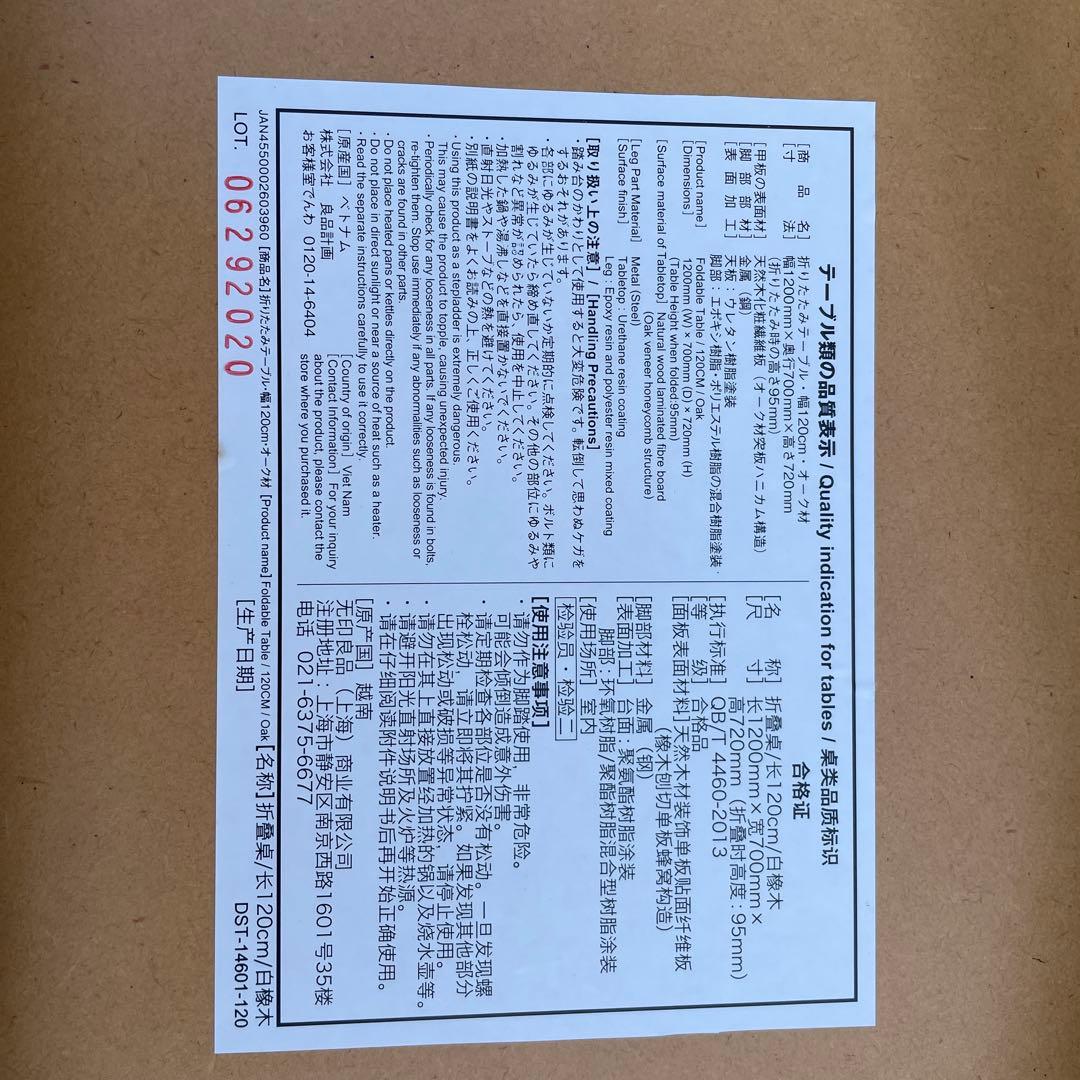 テーブル類の品質表示 / Quality indication for tables / 桌类品质标识
[商 品 名] 折りたたみテーブル・幅120cm・オーク材
[寸 法] 幅1200mm×奥行700mm×高さ720mm
(折りたたみ時の高さ95mm)
[甲板の表面材] 天然木化粧繊維板(オーク材突板ハニカム構造)
[脚部部材] 金属(鋼)
[表面加工] 天板:ウレタン樹脂塗装
脚部:エポキシ樹脂・ポリエステル樹脂の混合樹脂塗装・
[Product name] Foldable Table / 120CM / Oak
[Dimensions] 1200mm (W) × 700mm (D) × 720mm (H)
(Table Height when folded:95mm)
[Surface material of Tabletop] Natural wood laminated fibre board
(Oak veneer honeycomb structure)
[Leg Part Material] Metal (Steel)
[Surface finish] Tabletop : Urethane resin coating
Leg : Epoxy resin and polyester resin mixed coating
[取り扱い上の注意] / [Handling Precautions]
・踏み台のかわりとして使用すると大変危険です。転倒して思わぬケガを
するおそれがあります。
・各部にゆるみが生じていないか定期的に点検してください。ボルト類に
ゆるみが生じていたら締め直してください。その他の部位にゆるみや
割れなど異常が認められたら、使用を中止してください。
・加熱した鍋や湯沸しなどを直接置かないでください。
・直射日光やストーブなどの熱を避けてください。
・別紙の説明書をよくお読みの上、正しくご使用ください。
・Using this product as a stepladder is extremely dangerous.
This may cause the product to topple, causing unexpected injury.
・Periodically check for any looseness in all parts. If any looseness is found in bolts,
re-tighten them. Stop use immediately if any abnormalities such as looseness or
cracks are found in other parts.
・Do not place heated pans or kettles directly on the product.
・Do not place in direct sunlight or near a source of heat such as a heater.
・Read the separate instructions carefully to use it correctly.
[原産国] ベトナム
株式会社 良品計画
お客様室でんわ 0120-14-6404
[Country of origin] Viet Nam
[Contact Information] For your inquiry
about the product, please contact the
store where you purchased it.
合格证
[名 称] 折叠桌/长120cm/白橡木
[尺 寸] 长1200mm×宽700mm×
高720mm(折叠时高度:95mm)
[执行标准] QB/T 4460-2013
[等 级] 合格品
[面板表面材料] 天然木材装饰单板贴面纤维板
(橡木刨切单板蜂窝构造)
[脚部材料] 金属(钢)
[表面加工] 台面:聚氨酯树脂涂装
脚部:环氧树脂/聚酯树脂混合型树脂涂装
[使用场所] 室内
检验员・检验二
[使用注意事项]
・请勿作为脚踏使用,非常危险。
可能会倾倒造成意外伤害。
・请定期检查各部位是否没有松动。一旦发现螺
栓松动,请立即将其拧紧。如果发现其他部分
出现松动或破损等异常状态,请停止使用。
・请勿在其上直接放置经加热的锅以及烧水壶等。
・请避开阳光直射场所及火炉等热源。
・请在仔细阅读附件说明书后再开始正确使用。
[原产国] 越南
无印良品(上海)商业有限公司
注册地址:上海市静安区南京西路1601号35楼
电话 021-6375-6677
JAN4550002603960 [商品名]折りたたみテーブル・幅120cm・オーク材 [Product name] Foldable Table / 120CM / Oak [名称] 折叠桌/长120cm/白橡木
LOT. 06292020
[生产日期]
DST-14601-120